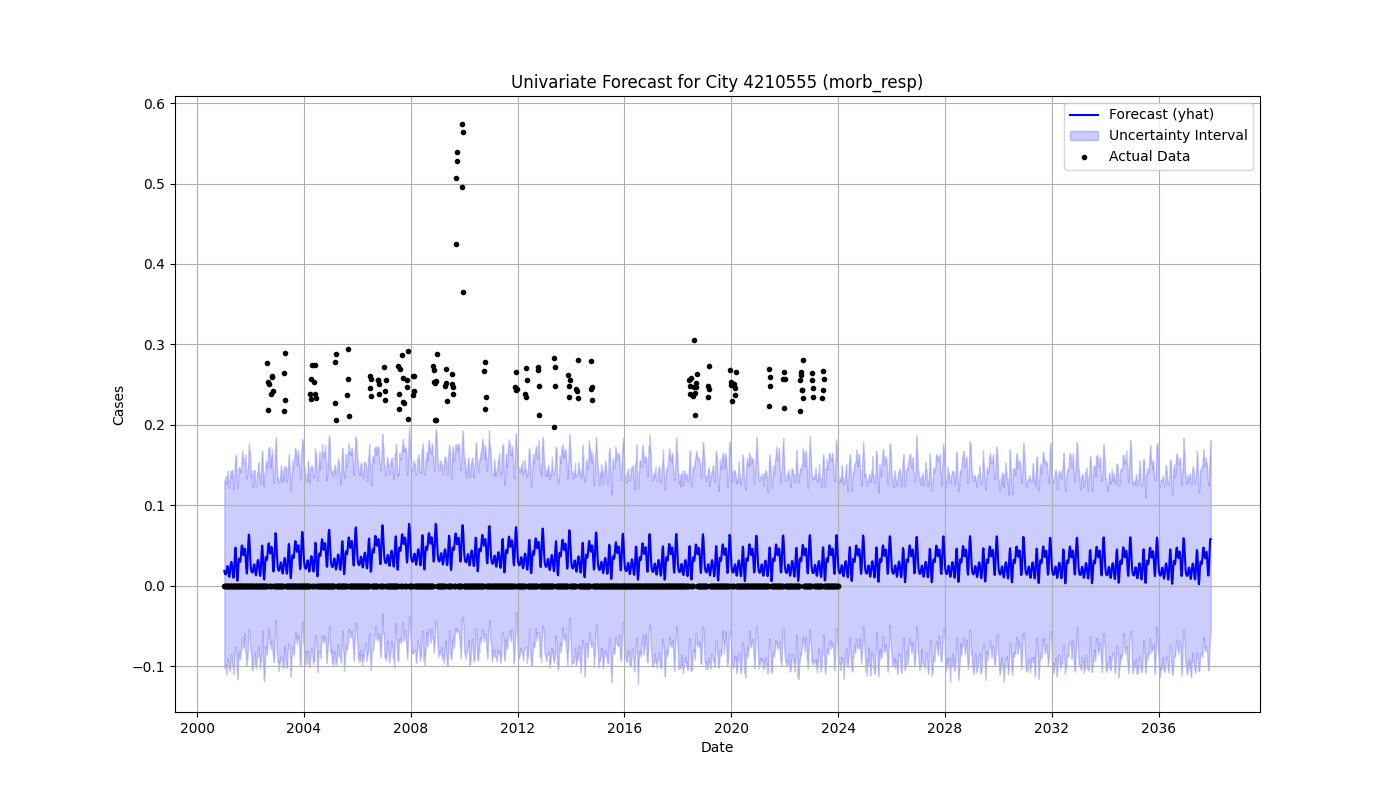 Univariate Forecast for City 4210555 (morb_resp)
Forecast (yhat)
Uncertainty Interval
Actual Data
Cases
0.6
0.5
0.4
0.3
0.2
0.1
0.0
−0.1
2000 2004 2008 2012 2016 2020 2024 2028 2032 2036
Date